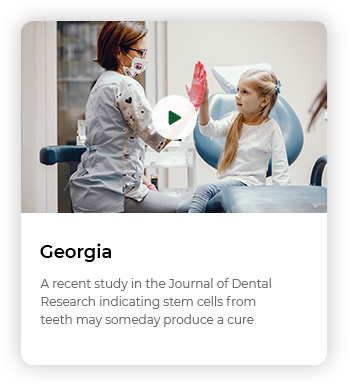 Georgia
A recent study in the Journal of Dental
Research indicating stem cells from
teeth may someday produce a cure